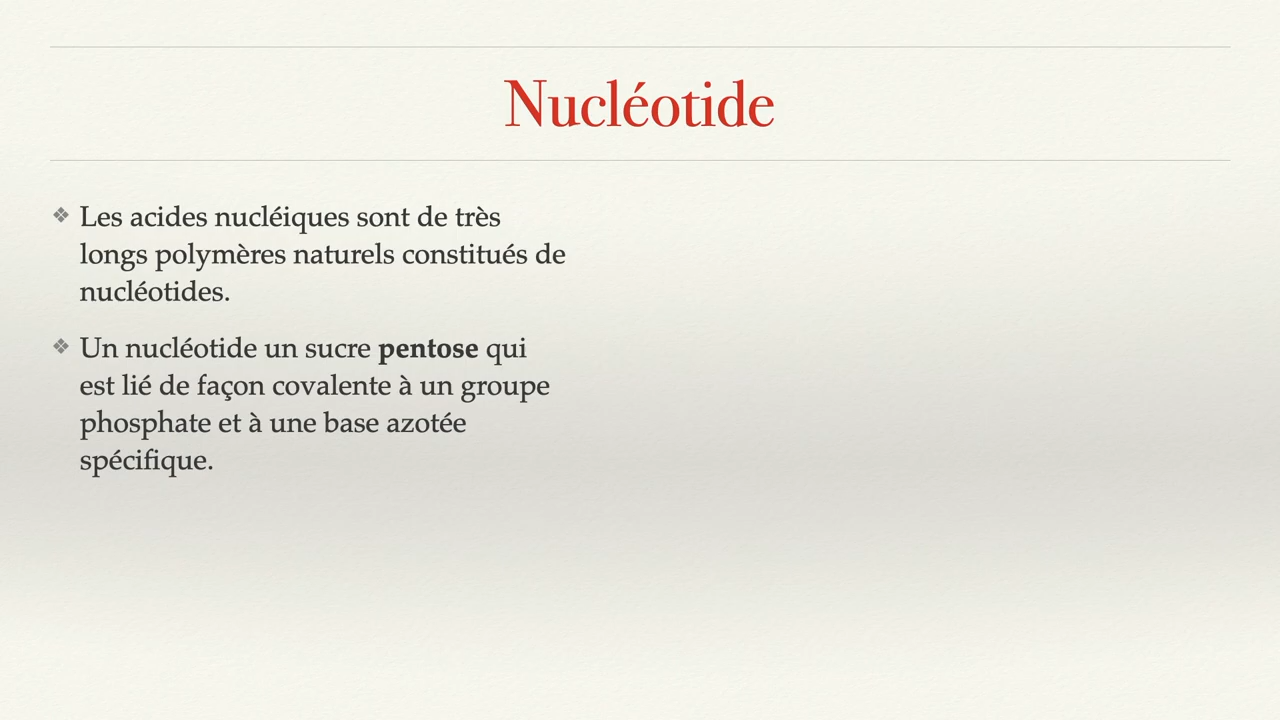 Nucléotide
❖ Les acides nucléiques sont de très
longs polymères naturels constitués de
nucléotides.
❖ Un nucléotide un sucre pentose qui
est lié de façon covalente à un groupe
phosphate et à une base azotée
spécifique.